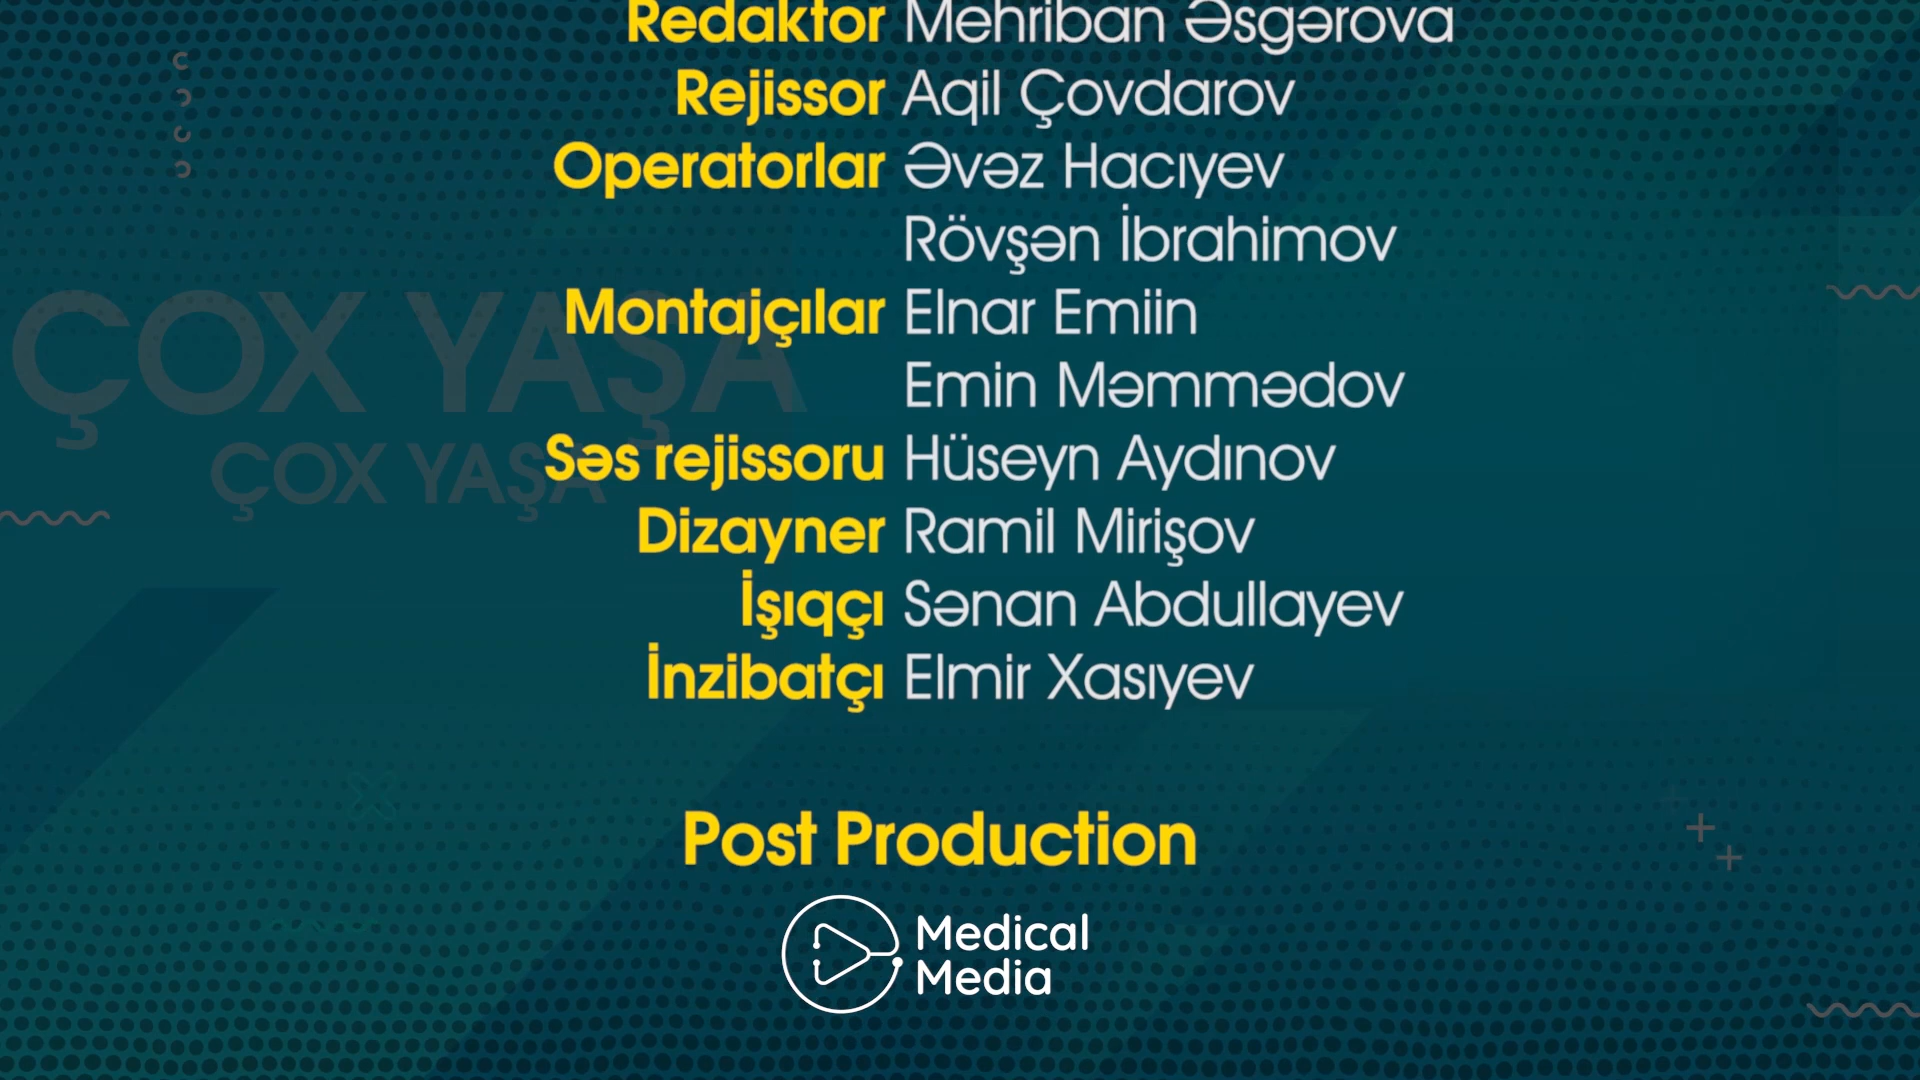 Redaktor Mehriban Əsgərova
Rejissor Aqil Çovdarov
Operatorlar Əvəz Hacıyev
Rövşən İbrahimov
Montajçılar Elnar Emiin
Emin Məmmədov
Səs rejissoru Hüseyn Aydınov
Dizayner Ramil Mirişov
İşıqçı Sənan Abdullayev
İnzibatçı Elmir Xasıyev
ÇOX YAŞA
ÇOX YAŞA
Post Production
Medical
Media